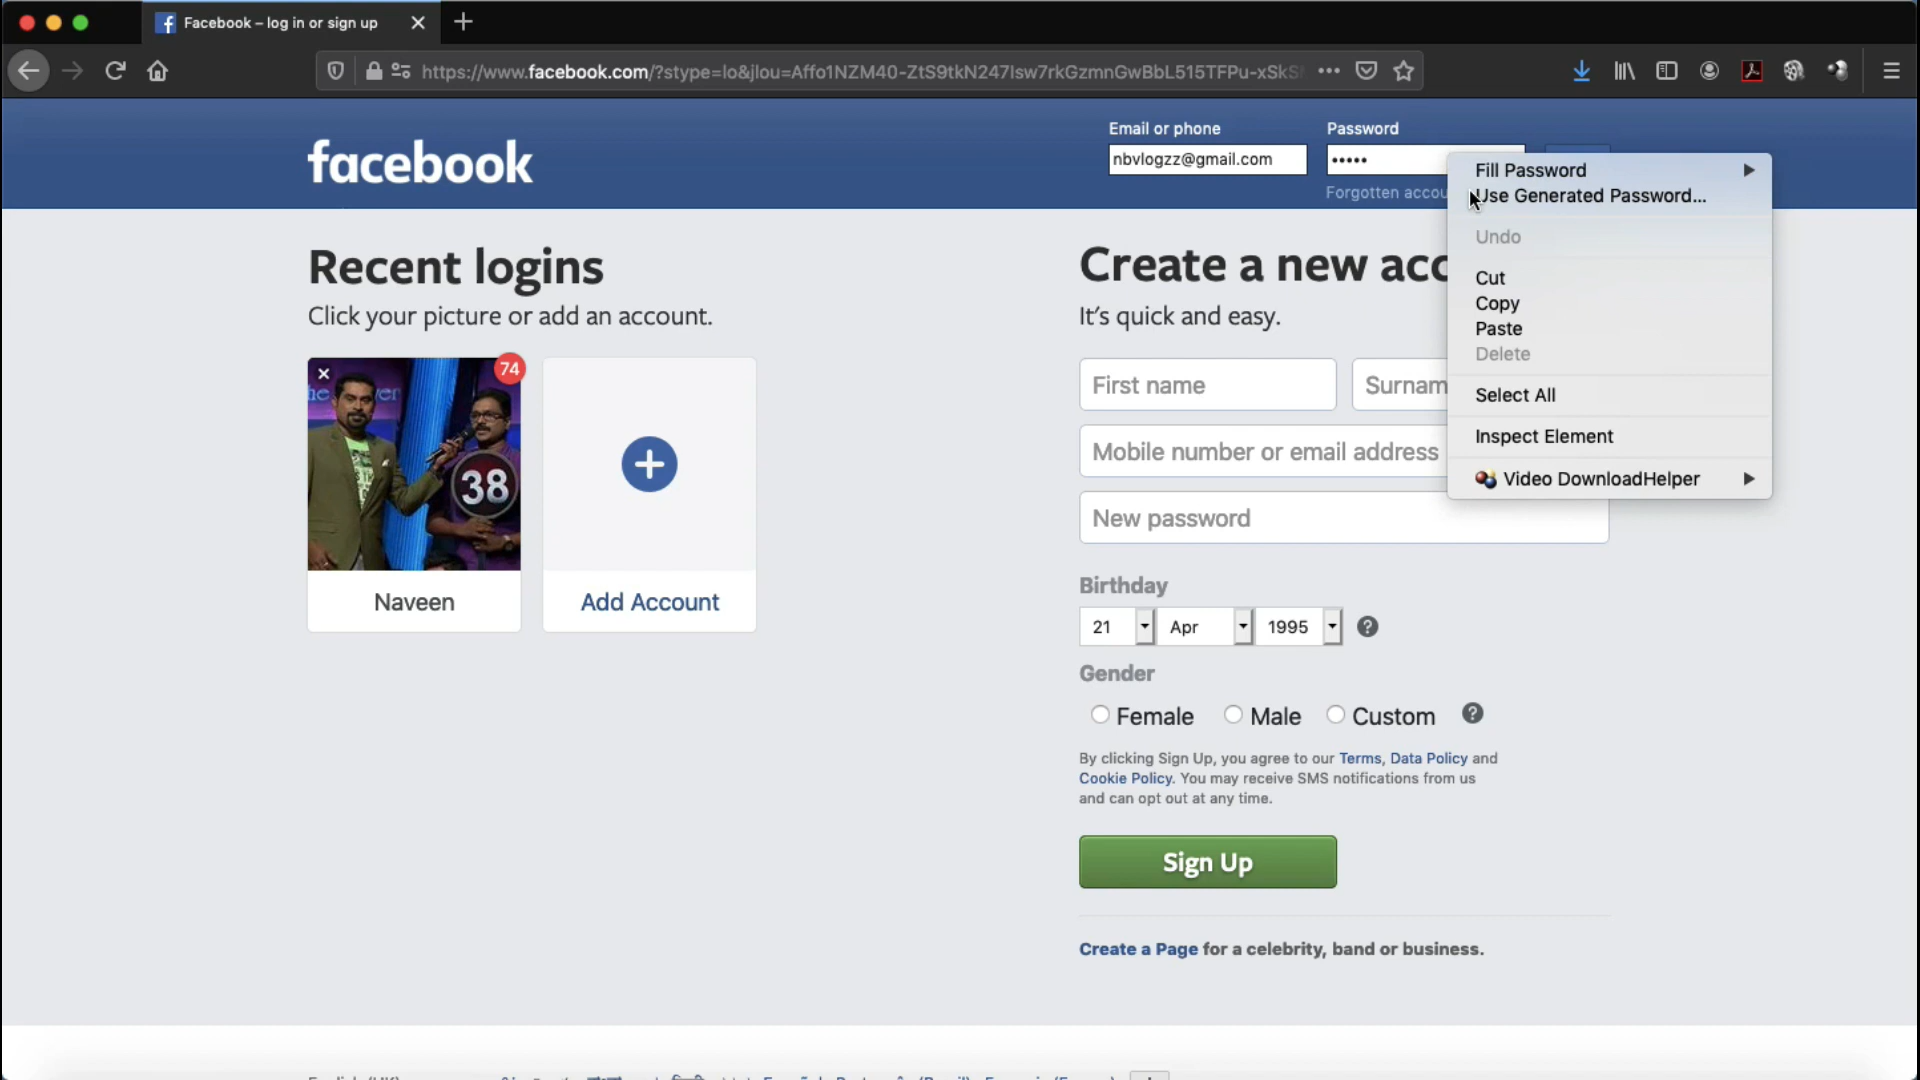 Facebook – log in or sign up
https://www.facebook.com/?stype=lo&jlou=Affo1NZM40-ZtS9tkN247Isw7rkGzmnGwBbL515TFPu-xSkS
facebook
Email or phone
Password
nbvlogzz@gmail.com
•••••
Forgotten accou
Fill Password
Use Generated Password...
Undo
Cut
Copy
Paste
Delete
Select All
Inspect Element
Video DownloadHelper
Recent logins
Click your picture or add an account.
74
38
Naveen
Add Account
Create a new acc
It's quick and easy.
First name
Surnam
Mobile number or email address
New password
Birthday
21
Apr
1995
Gender
Female
Male
Custom
By clicking Sign Up, you agree to our Terms, Data Policy and
Cookie Policy. You may receive SMS notifications from us
and can opt out at any time.
Sign Up
Create a Page for a celebrity, band or business.